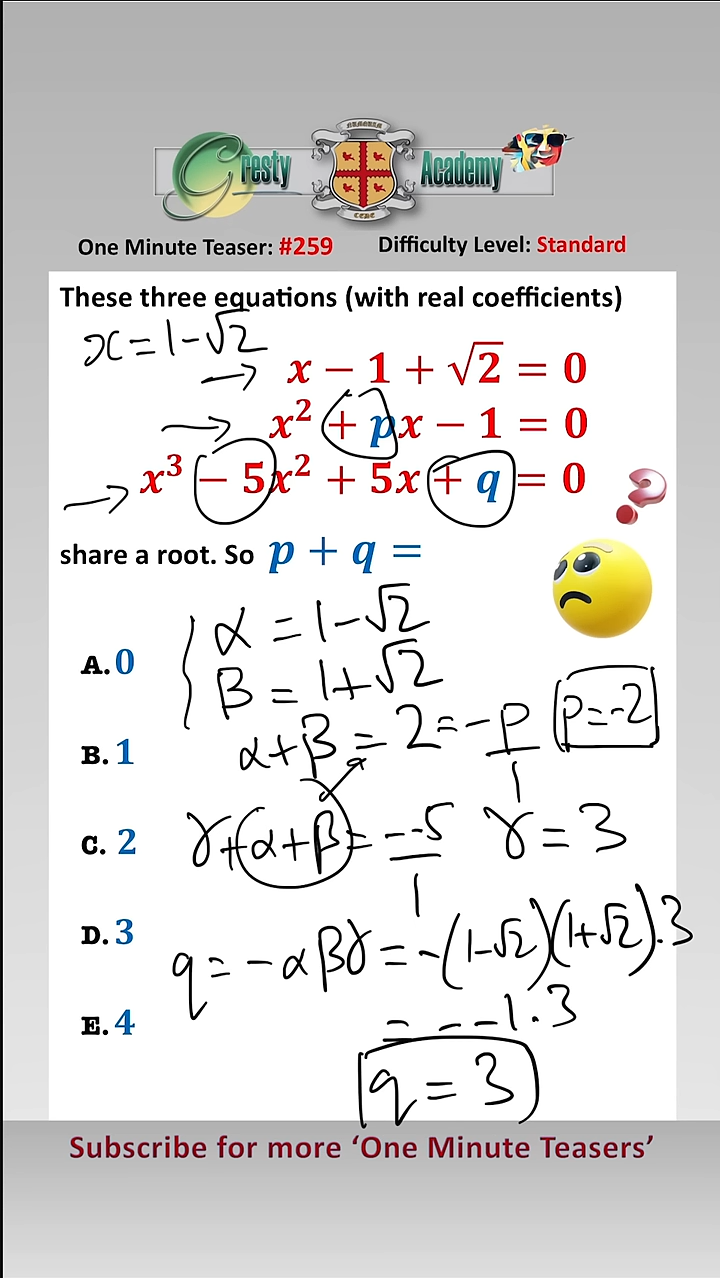 NUMQUAM
Gresty Academy
CEDE
One Minute Teaser: #259 Difficulty Level: Standard
These three equations (with real coefficients)
x = 1 - √2
→ x − 1 + √2 = 0
→ x² + px − 1 = 0
→ x³ − 5x² + 5x + q = 0
?
share a root. So p + q =
α = 1 - √2
A. 0
β = 1 + √2
α + β = 2 = -p/1 p = -2
B. 1
C. 2
γ + (α + β) = - -5/1 γ = 3
D. 3
q = -αβγ = -(1-√2)(1+√2).3
E. 4
= - -1.3
q = 3
Subscribe for more ‘One Minute Teasers’